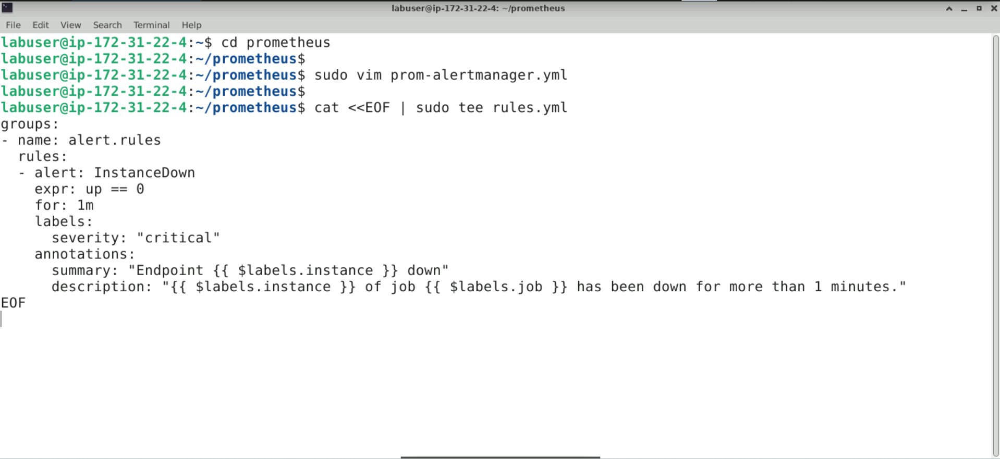 labuser@ip-172-31-22-4: ~/prometheus
File Edit View Search Terminal Help
labuser@ip-172-31-22-4:~$ cd prometheus
labuser@ip-172-31-22-4:~/prometheus$
labuser@ip-172-31-22-4:~/prometheus$ sudo vim prom-alertmanager.yml
labuser@ip-172-31-22-4:~/prometheus$
labuser@ip-172-31-22-4:~/prometheus$ cat <<EOF | sudo tee rules.yml
groups:
- name: alert.rules
  rules:
  - alert: InstanceDown
    expr: up == 0
    for: 1m
    labels:
      severity: "critical"
    annotations:
      summary: "Endpoint {{ $labels.instance }} down"
      description: "{{ $labels.instance }} of job {{ $labels.job }} has been down for more than 1 minutes."
EOF